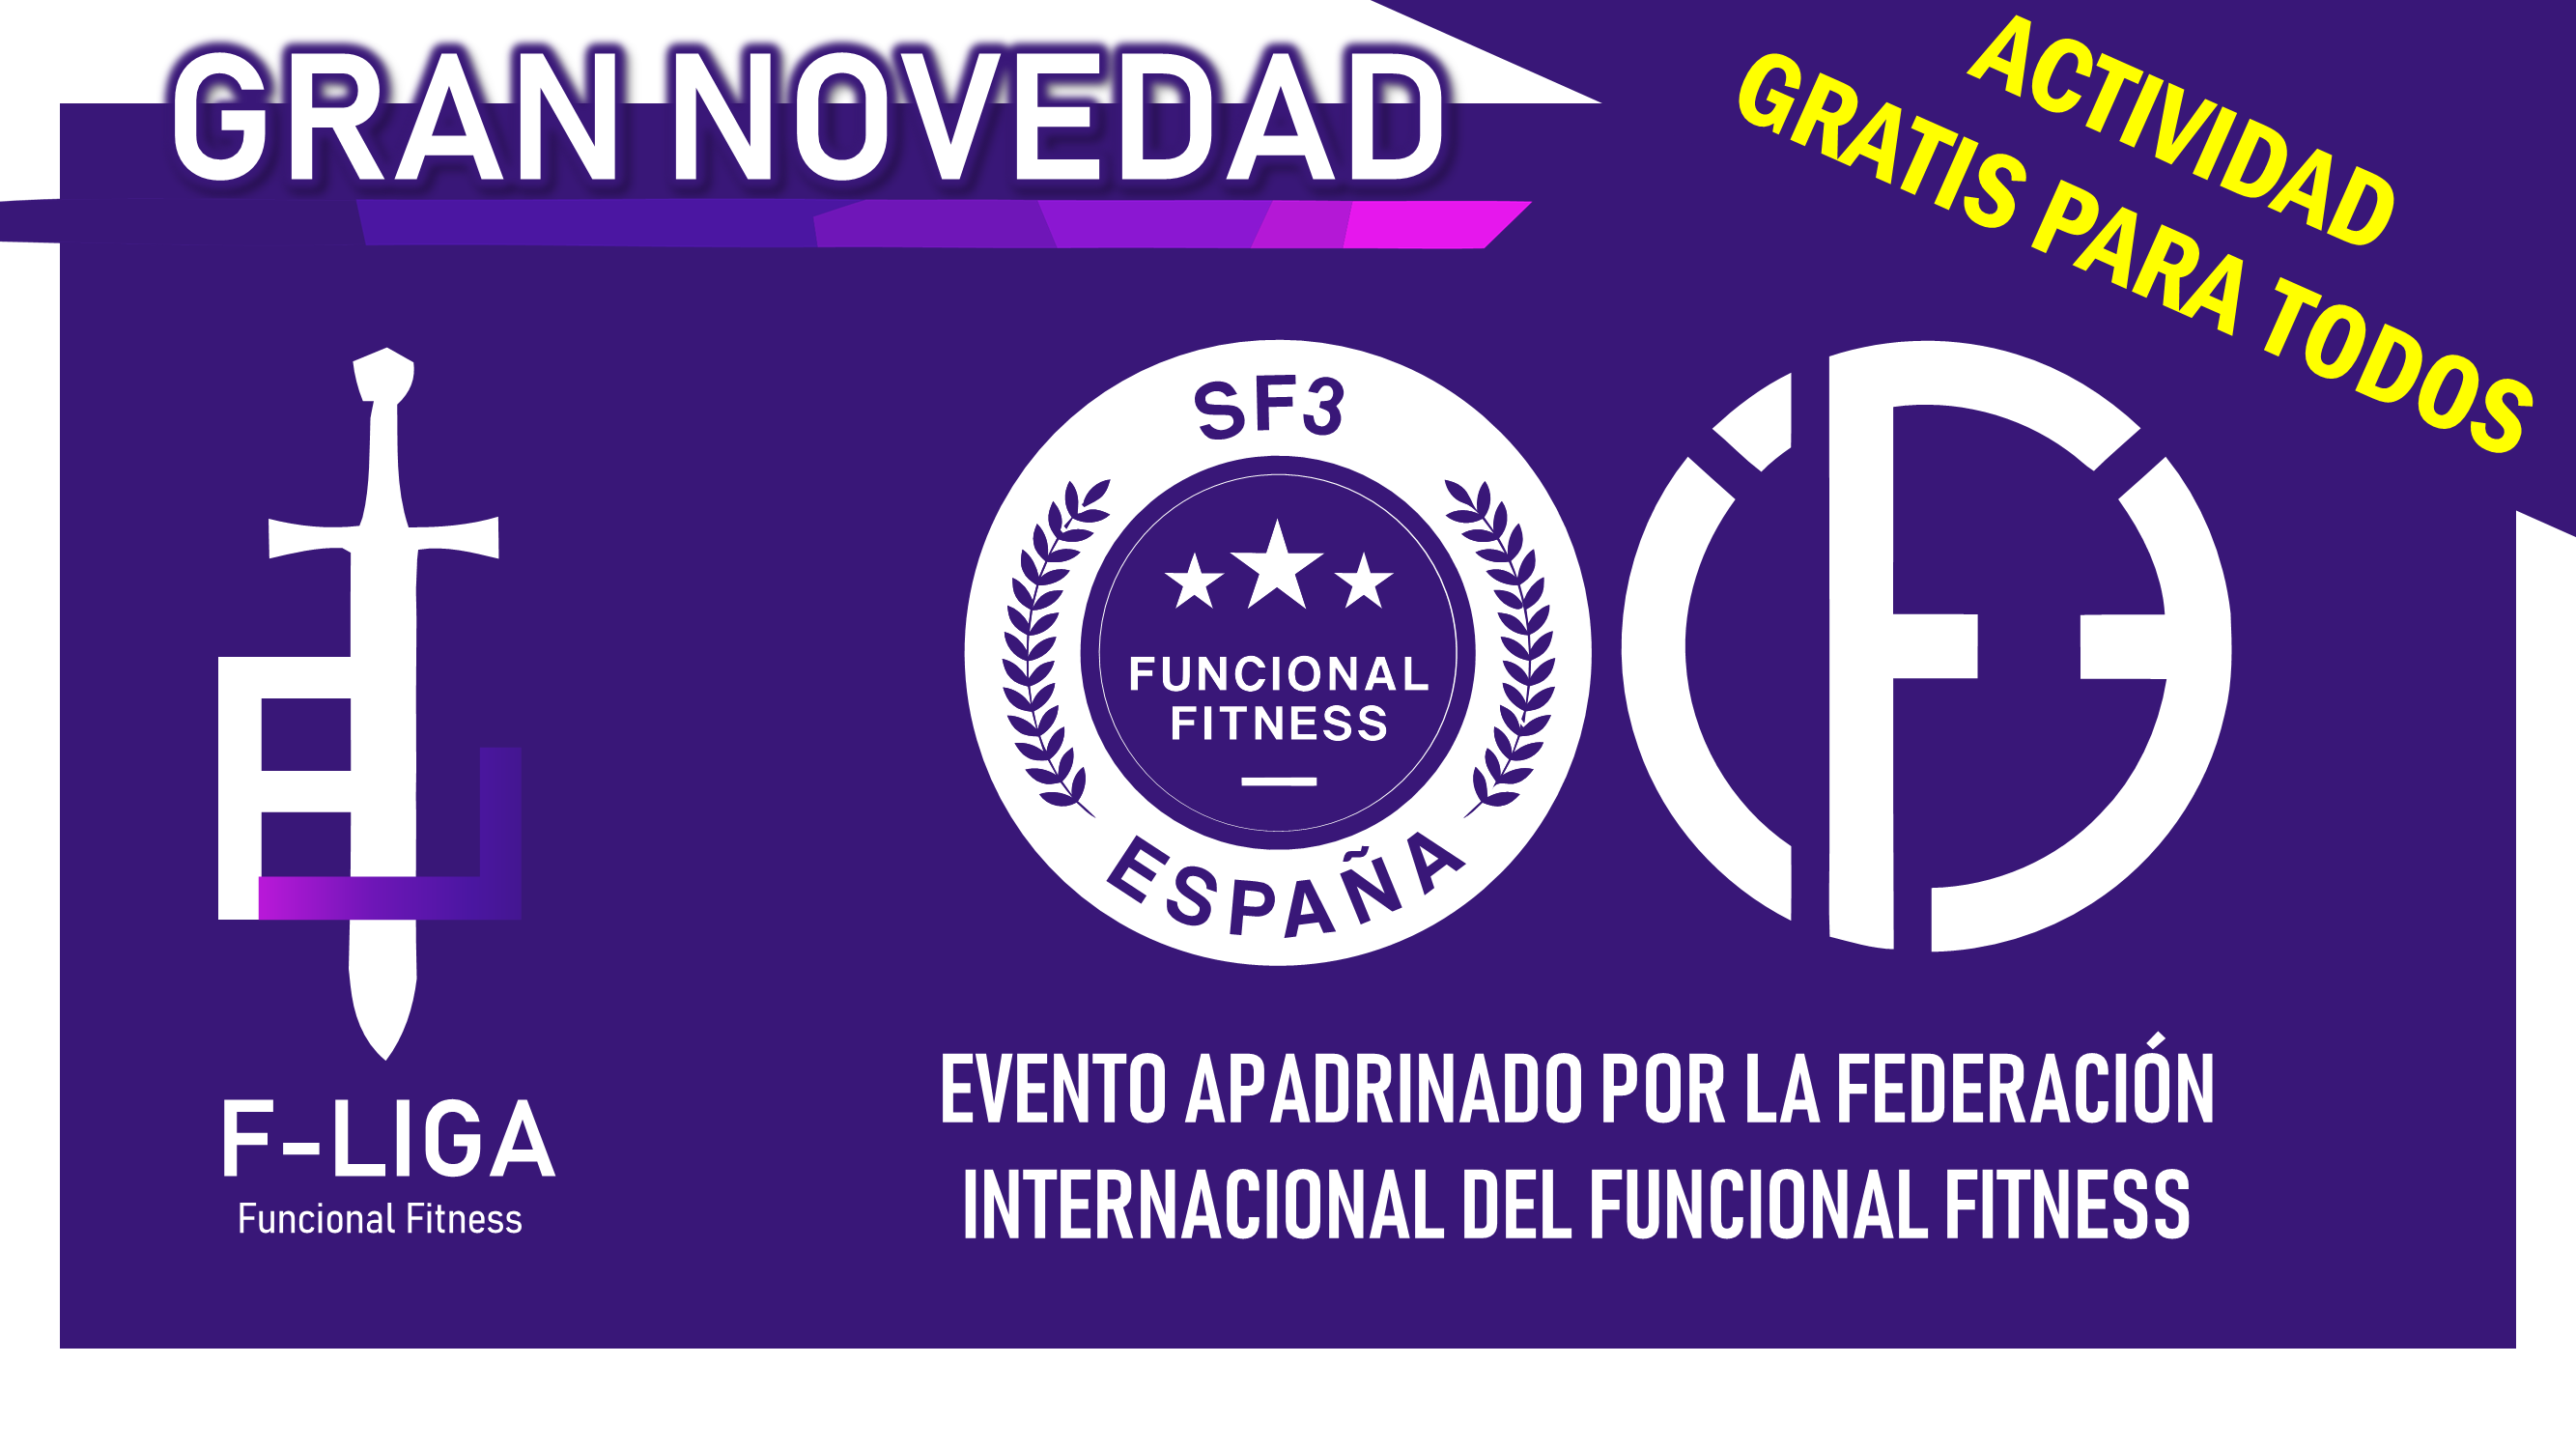 GRAN NOVEDAD
ACTIVIDAD
GRATIS PARA TODOS
SF3
FUNCIONAL
FITNESS
ESPAÑA
F-LIGA
Funcional Fitness
EVENTO APADRINADO POR LA FEDERACIÓN
INTERNACIONAL DEL FUNCIONAL FITNESS